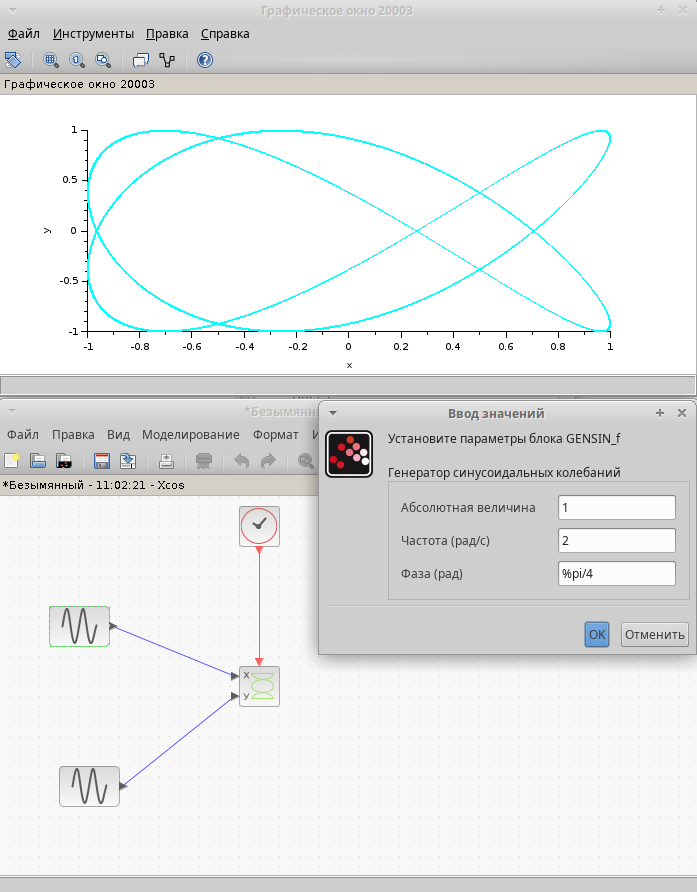 Графическое окно 20003
Файл Инструменты Правка Справка
Графическое окно 20003
1
0.5
0
-0.5
-1
y
-1 -0.8 -0.6 -0.4 -0.2 0 0.2 0.4 0.6 0.8 1
x
*Безымянн
Файл Правка Вид Моделирование Формат И
*Безымянный - 11:02:21 - Xcos
X
У
Ввод значений
Установите параметры блока GENSIN_f
Генератор синусоидальных колебаний
Абсолютная величина 1
Частота (рад/с) 2
Фаза (рад) %pi/4
OK Отменить